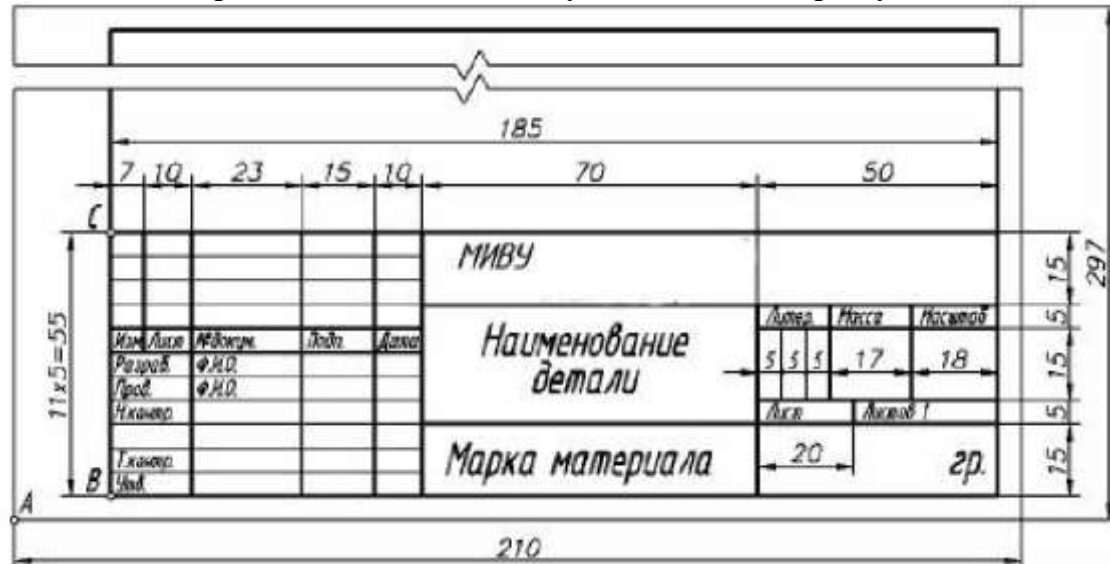 185
7 10 23 15 10 70 50
C
МИВУ
15
297
5
Литер. Масса Масштаб
Изм. Лист № докум. Подп. Дата
Наименование
детали
Разраб. Ф.И.О.
5 5 5 17 18
15
11x5=55
Пров. Ф.И.О.
Н.контр.
Лист Листов 1
5
Марка материала
20
гр.
15
Т.контр.
B
Утв.
A
210